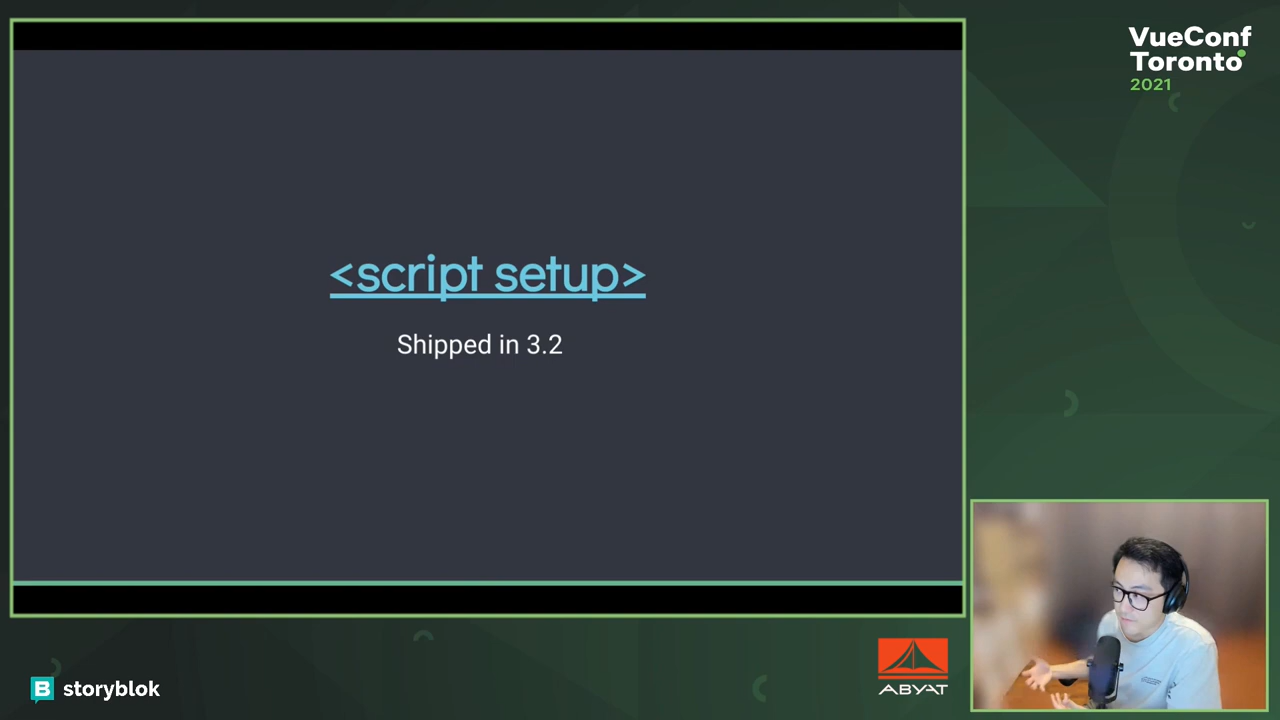 <script setup>
Shipped in 3.2
VueConf
Toronto
2021
B storyblok
ABYAT